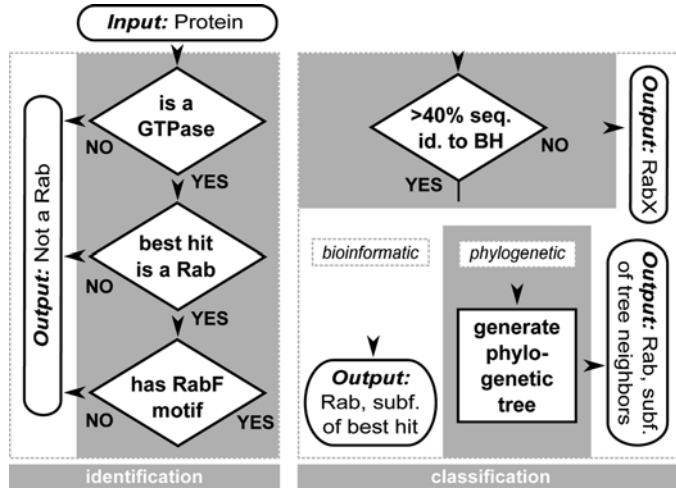 Input: Protein
is a
GTPase
NO
YES
best hit
is a Rab
NO
YES
has RabF
motif
NO
YES
Output: Not a Rab
identification
>40% seq.
id. to BH
NO
YES
Output: RabX
bioinformatic
phylogenetic
Output:
Rab, subf.
of best hit
generate
phylo-
genetic
tree
Output: Rab, subf.
of tree neighbors
classification